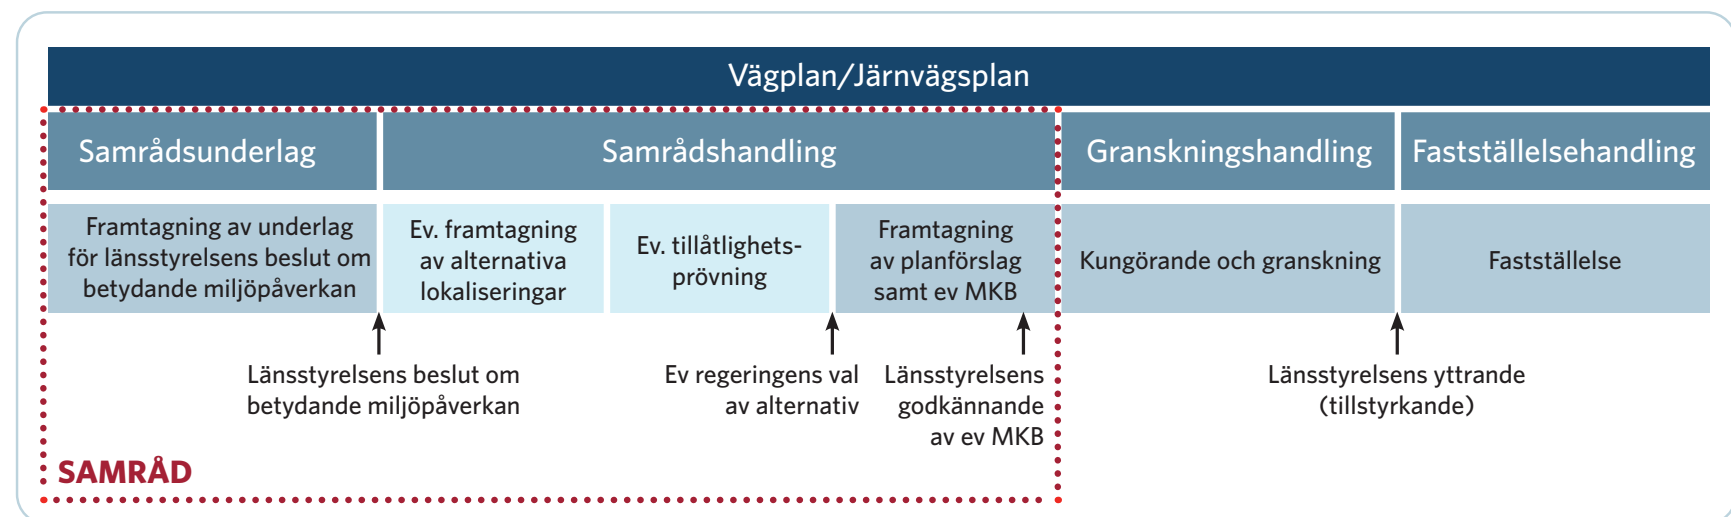 Vägplan/Järnvägsplan
Samrådsunderlag
Samrådshandling
Granskningshandling
Fastställelsehandling
Framtagning av underlag
för länsstyrelsens beslut om
betydande miljöpåverkan
Ev. framtagning
av alternativa
lokaliseringar
Ev. tillåtlighets-
prövning
Framtagning
av planförslag
samt ev MKB
Kungörande och granskning
Fastställelse
Länsstyrelsens beslut om
betydande miljöpåverkan
Ev regeringens val
av alternativ
Länsstyrelsens
godkännande
av ev MKB
Länsstyrelsens yttrande
(tillstyrkande)
SAMRÅD